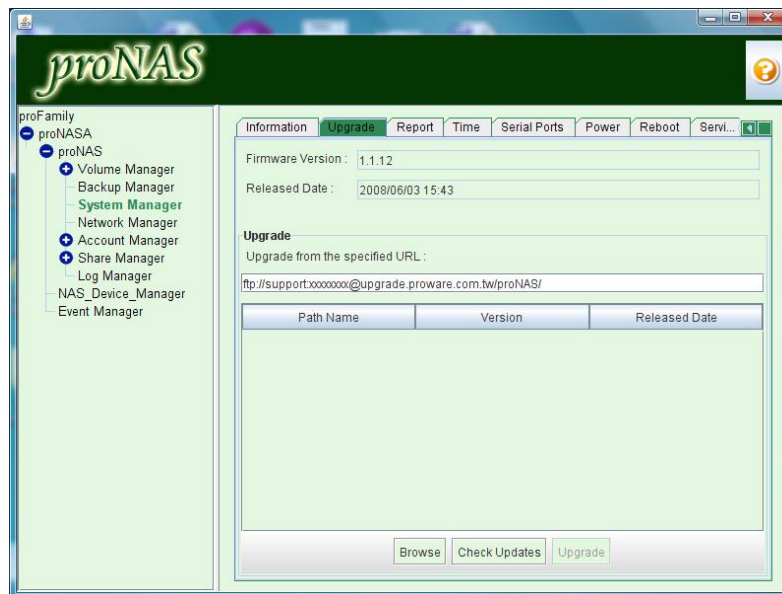 proNAS
proFamily
proNASA
proNAS
Volume Manager
Backup Manager
System Manager
Network Manager
Account Manager
Share Manager
Log Manager
NAS_Device_Manager
Event Manager
Information Upgrade Report Time Serial Ports Power Reboot Servi...
Firmware Version : 1.1.12
Released Date : 2008/06/03 15:43
Upgrade
Upgrade from the specified URL :
ftp://support:xxxxxxxx@upgrade.proware.com.tw/proNAS/
Path Name Version Released Date
Browse Check Updates Upgrade